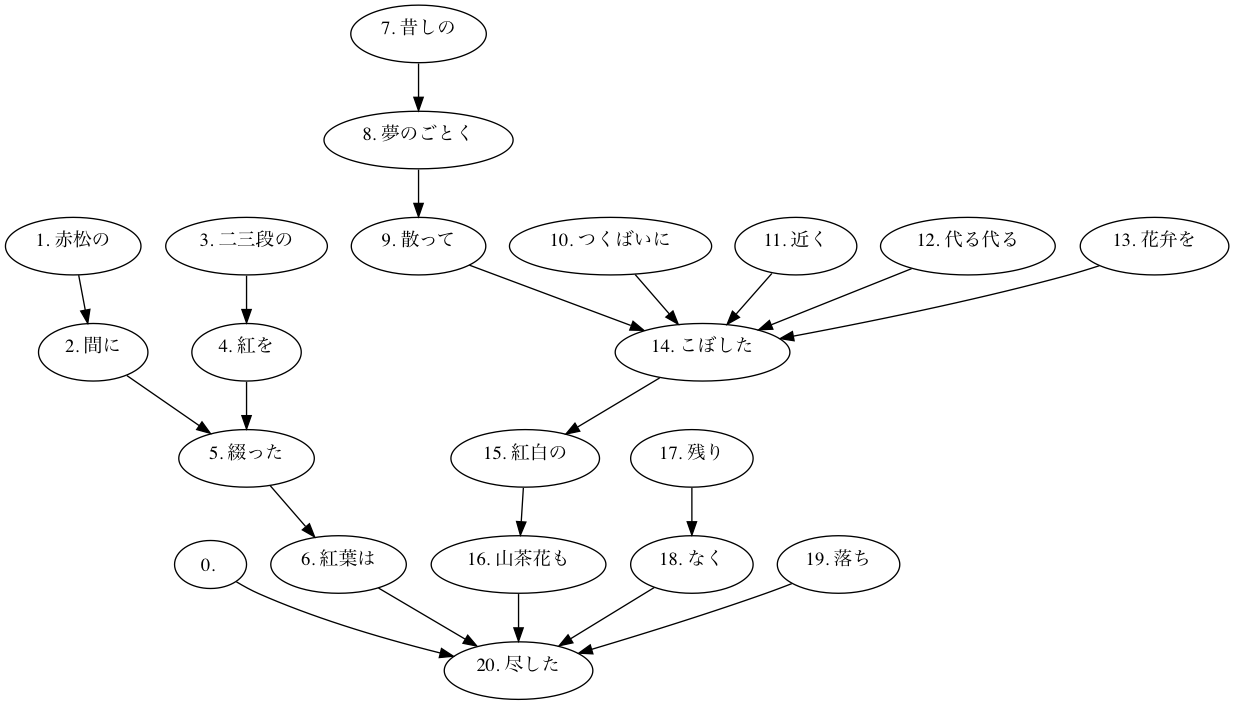 7. 昔しの
8. 夢のごとく
1. 赤松の
3. 二三段の
9. 散って
10. つくばいに
11. 近く
12. 代る代る
13. 花弁を
2. 間に
4. 紅を
14. こぼした
5. 綴った
15. 紅白の
17. 残り
0.
6. 紅葉は
16. 山茶花も
18. なく
19. 落ち
20. 尽した